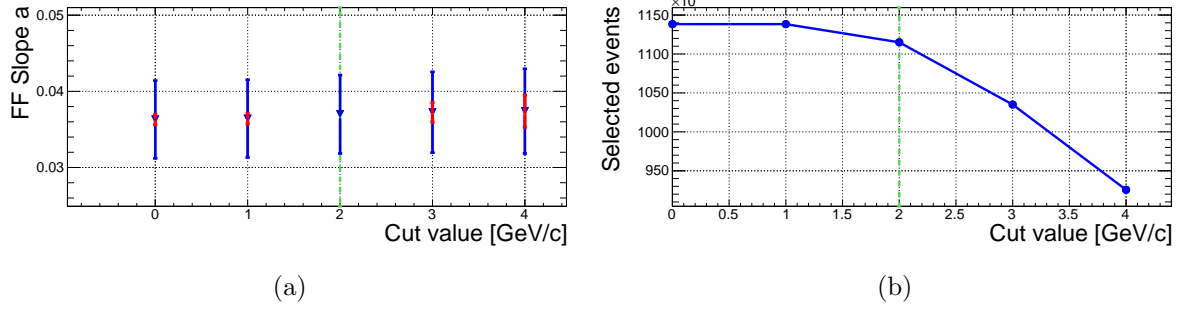 FF Slope a
0.05
0.04
0.03
0 1 2 3 4
Cut value [GeV/c]
(a)
Selected events
1150
1100
1050
1000
950
0 0.5 1 1.5 2 2.5 3 3.5 4
Cut value [GeV/c]
(b)